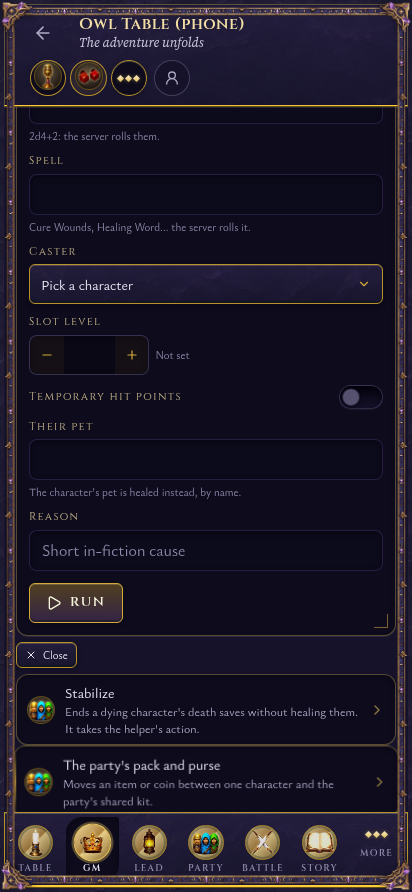 Owl Table (phone)
The adventure unfolds
2d4+2: the server rolls them.
Spell
Cure Wounds, Healing Word... the server rolls it.
Caster
Pick a character
Slot level
− +
Not set
Temporary hit points
Their pet
The character's pet is healed instead, by name.
Reason
Short in-fiction cause
Run
Close
Stabilize
Ends a dying character's death saves without healing them.
It takes the helper's action.
The party's pack and purse
Moves an item or coin between one character and the
party's shared kit.
Table GM Lead Party Battle Story More